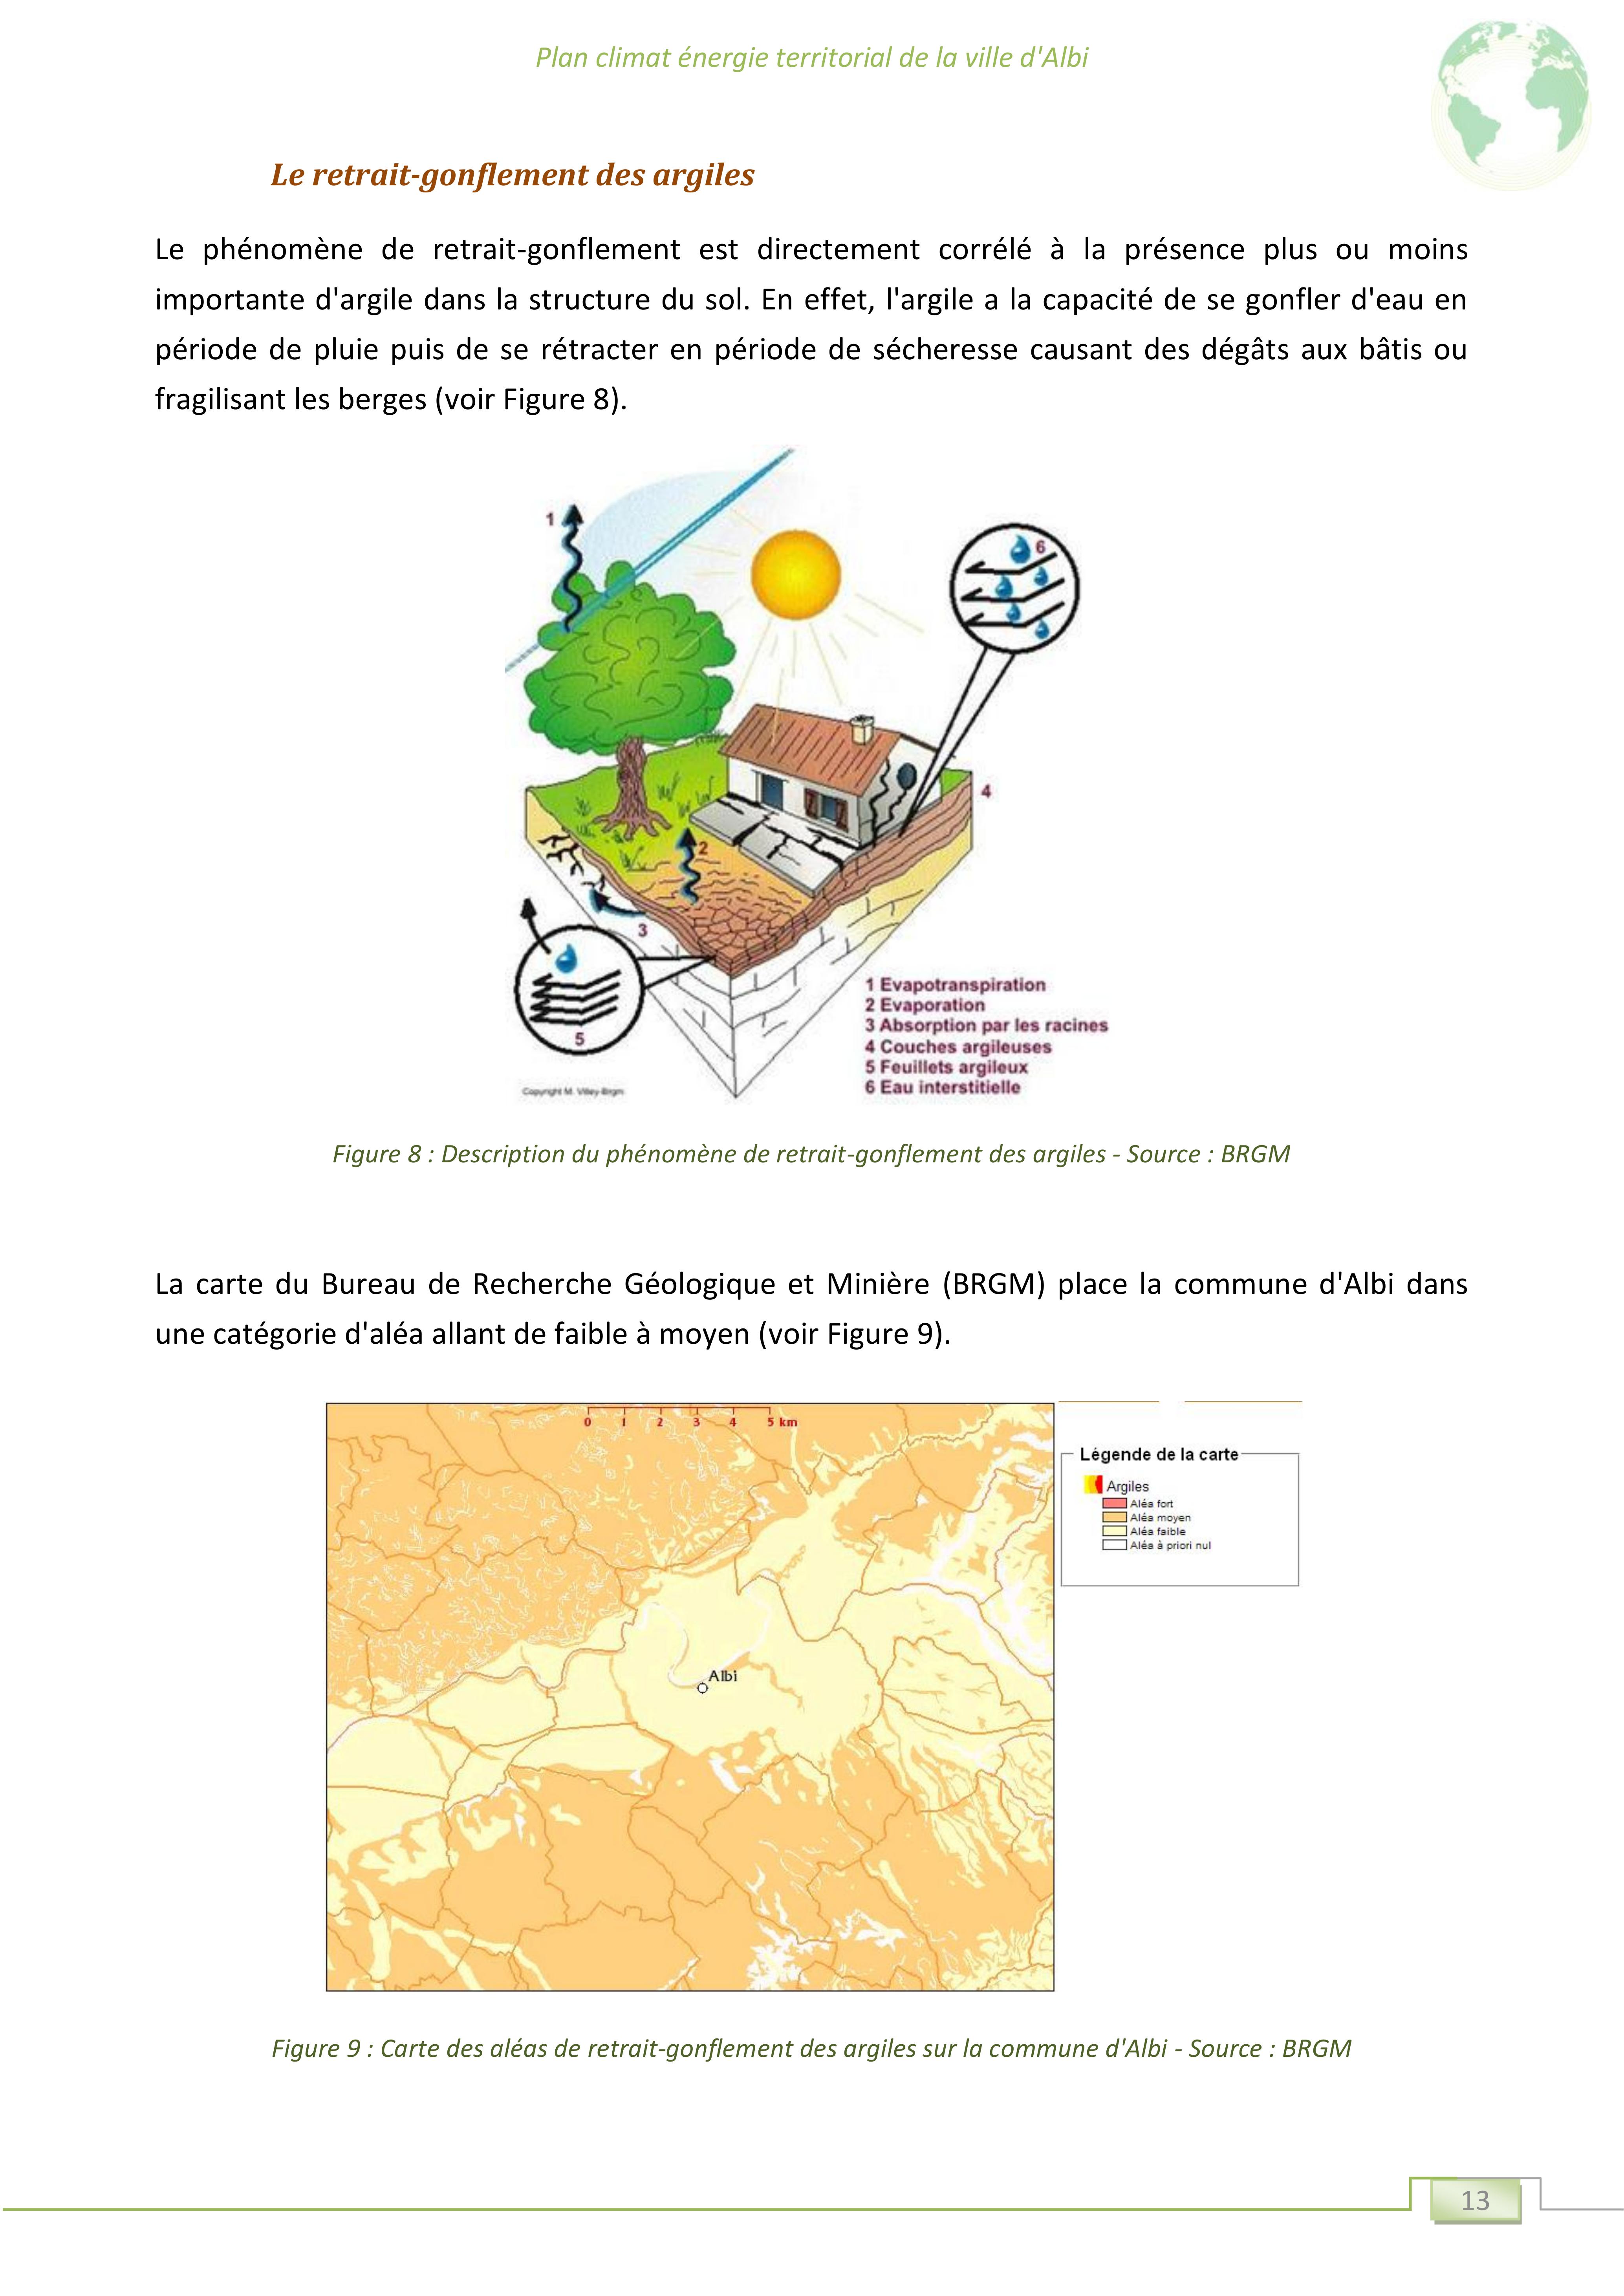 Plan climat énergie territorial de la ville d'Albi
Le retrait-gonflement des argiles
Le phénomène de retrait-gonflement est directement corrélé à la présence plus ou moins
importante d'argile dans la structure du sol. En effet, l'argile a la capacité de se gonfler d'eau en
période de pluie puis de se rétracter en période de sécheresse causant des dégâts aux bâtis ou
fragilisant les berges (voir Figure 8).
1
6
4
2
3
5
1 Evapotranspiration
2 Evaporation
3 Absorption par les racines
4 Couches argileuses
5 Feuillets argileux
6 Eau interstitielle
Copyright M. Villey-Brgm
Figure 8 : Description du phénomène de retrait-gonflement des argiles - Source : BRGM
La carte du Bureau de Recherche Géologique et Minière (BRGM) place la commune d'Albi dans
une catégorie d'aléa allant de faible à moyen (voir Figure 9).
0 1 2 3 4 5 km
Albi
Légende de la carte
Argiles
Aléa fort
Aléa moyen
Aléa faible
Aléa à priori nul
Figure 9 : Carte des aléas de retrait-gonflement des argiles sur la commune d'Albi - Source : BRGM
13